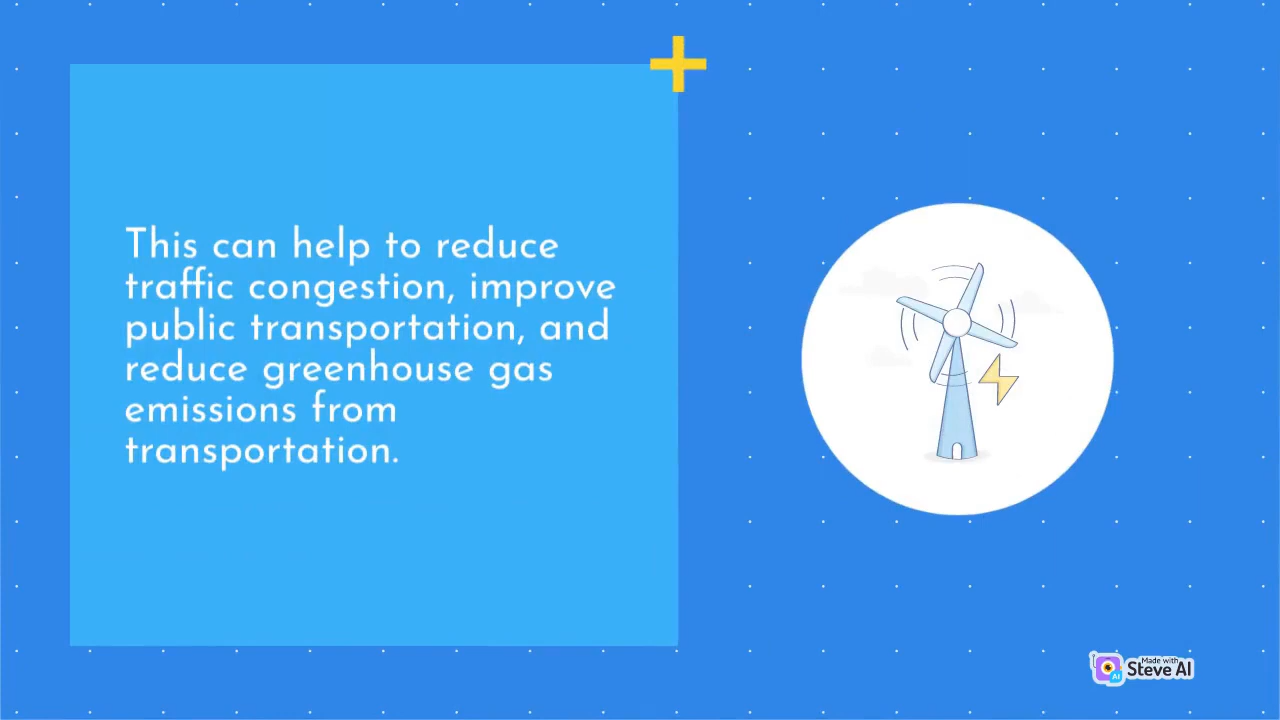 This can help to reduce
traffic congestion, improve
public transportation, and
reduce greenhouse gas
emissions from
transportation.
Made with
Steve AI
AI